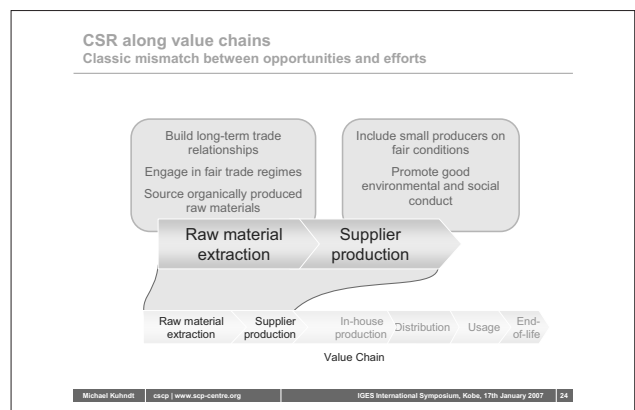 CSR along value chains
Classic mismatch between opportunities and efforts
Build long-term trade
relationships
Engage in fair trade regimes
Source organically produced
raw materials
Include small producers on
fair conditions
Promote good
environmental and social
conduct
Raw material
extraction
Supplier
production
Raw material
extraction
Supplier
production
In-house
production
Distribution
Usage
End-
of-life
Value Chain
Michael Kuhndt cscp | www.scp-centre.org IGES International Symposium, Kobe, 17th January 2007 24